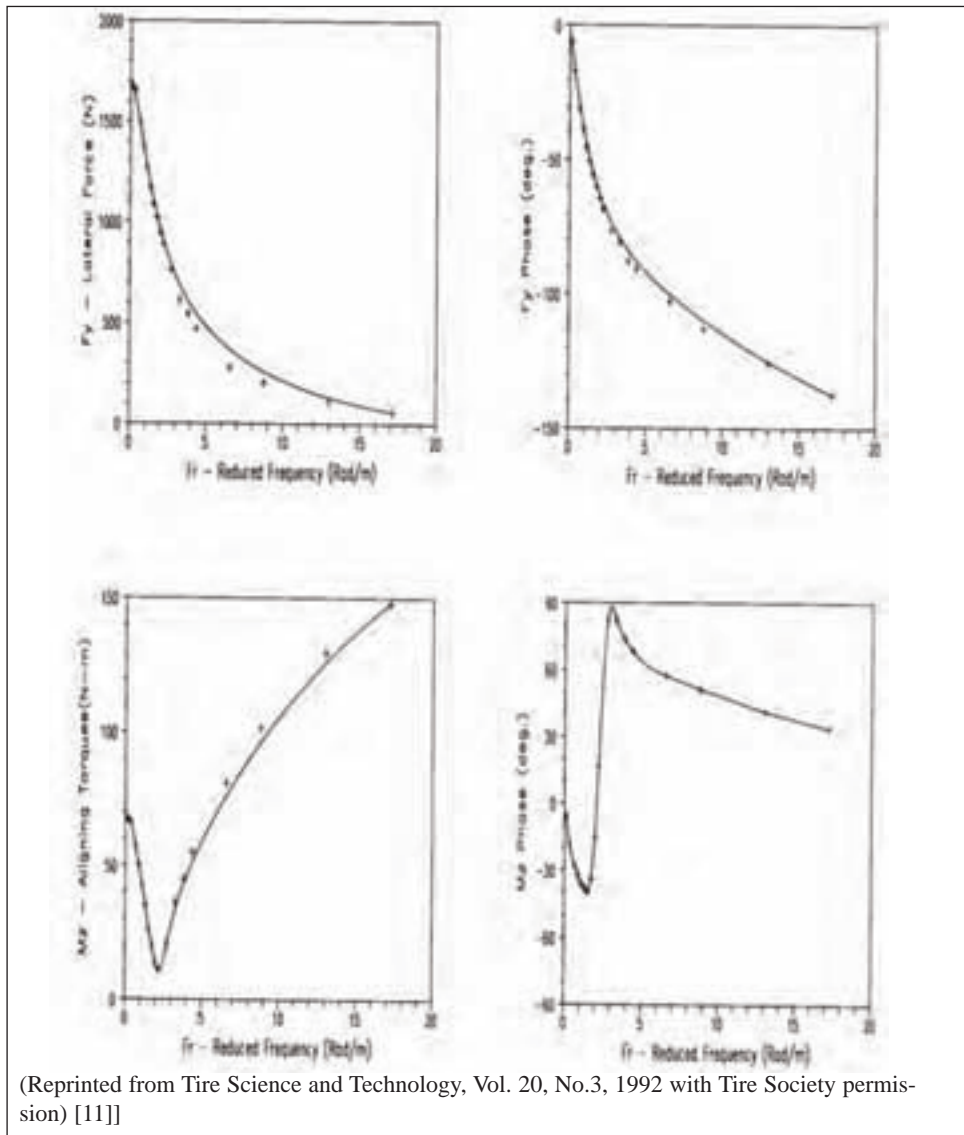 2000
1500
1000
500
0
Fy – Lateral Force (N)
0 5 10 15 20
Fr – Reduced Frequency (Rad/m)
0
-50
-100
-150
Fy Phase (deg.)
0 5 10 15 20
Fr – Reduced Frequency (Rad/m)
150
100
50
0
Mz – Aligning Torques(N–m)
0 5 10 15 20
Fr – Reduced Frequency (Rad/m)
90
60
30
0
-30
-60
-90
Mz Phase (deg.)
0 5 10 15 20
Fr – Reduced Frequency (Rad/m)
(Reprinted from Tire Science and Technology, Vol. 20, No.3, 1992 with Tire Society permis-
sion) [11]]